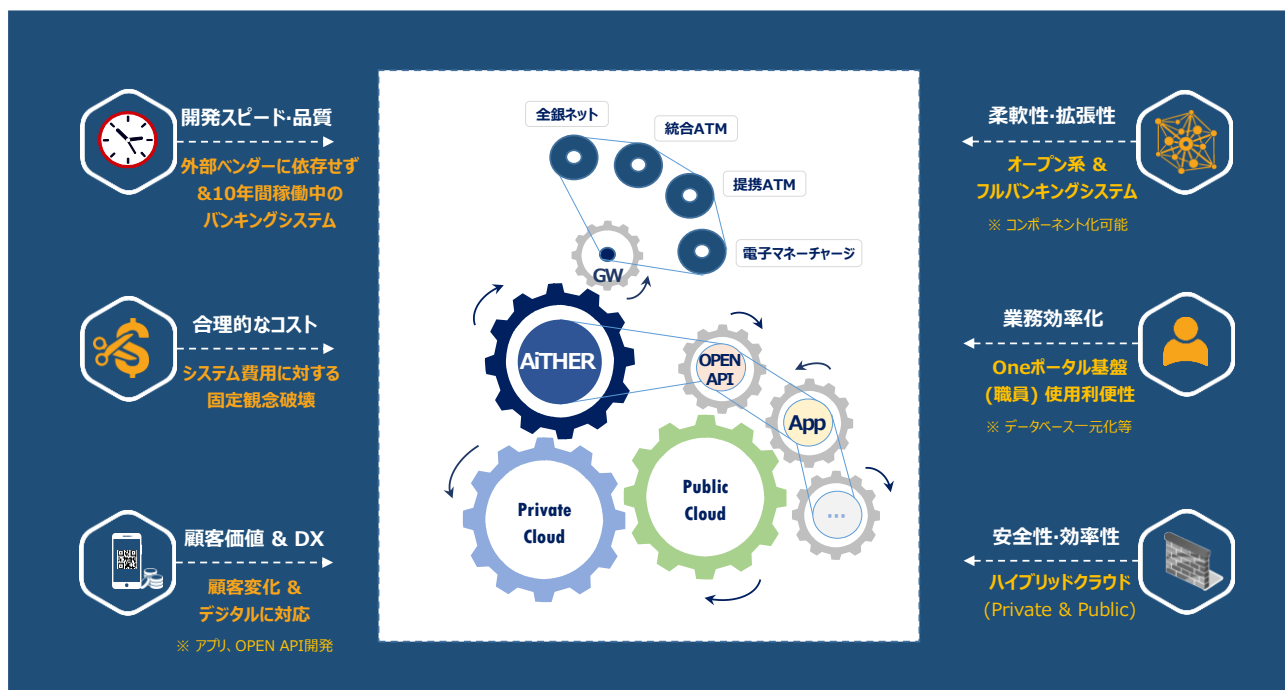 開発スピード･品質
外部ベンダーに依存せず
&10年間稼働中の
バンキングシステム
合理的なコスト
システム費用に対する
固定観念破壊
顧客価値 & DX
顧客変化 &
デジタルに対応
※ アプリ、OPEN API開発
全銀ネット
統合ATM
提携ATM
電子マネーチャージ
GW
AiTHER
OPEN
API
App
...
Private
Cloud
Public
Cloud
柔軟性･拡張性
オープン系 &
フルバンキングシステム
※ コンポーネント化可能
業務効率化
Oneポータル基盤
(職員) 使用利便性
※ データベース一元化等
安全性･効率性
ハイブリッドクラウド
(Private & Public)